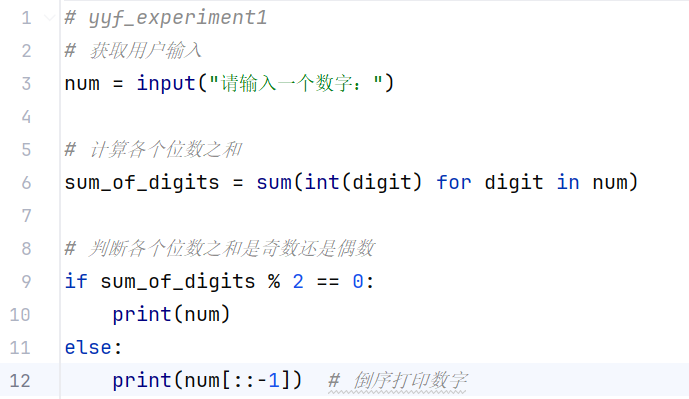 1 # yyf_experiment1
2 # 获取用户输入
3 num = input("请输入一个数字：")
4
5 # 计算各个位数之和
6 sum_of_digits = sum(int(digit) for digit in num)
7
8 # 判断各个位数之和是奇数还是偶数
9 if sum_of_digits % 2 == 0:
10     print(num)
11 else:
12     print(num[::-1])  # 倒序打印数字